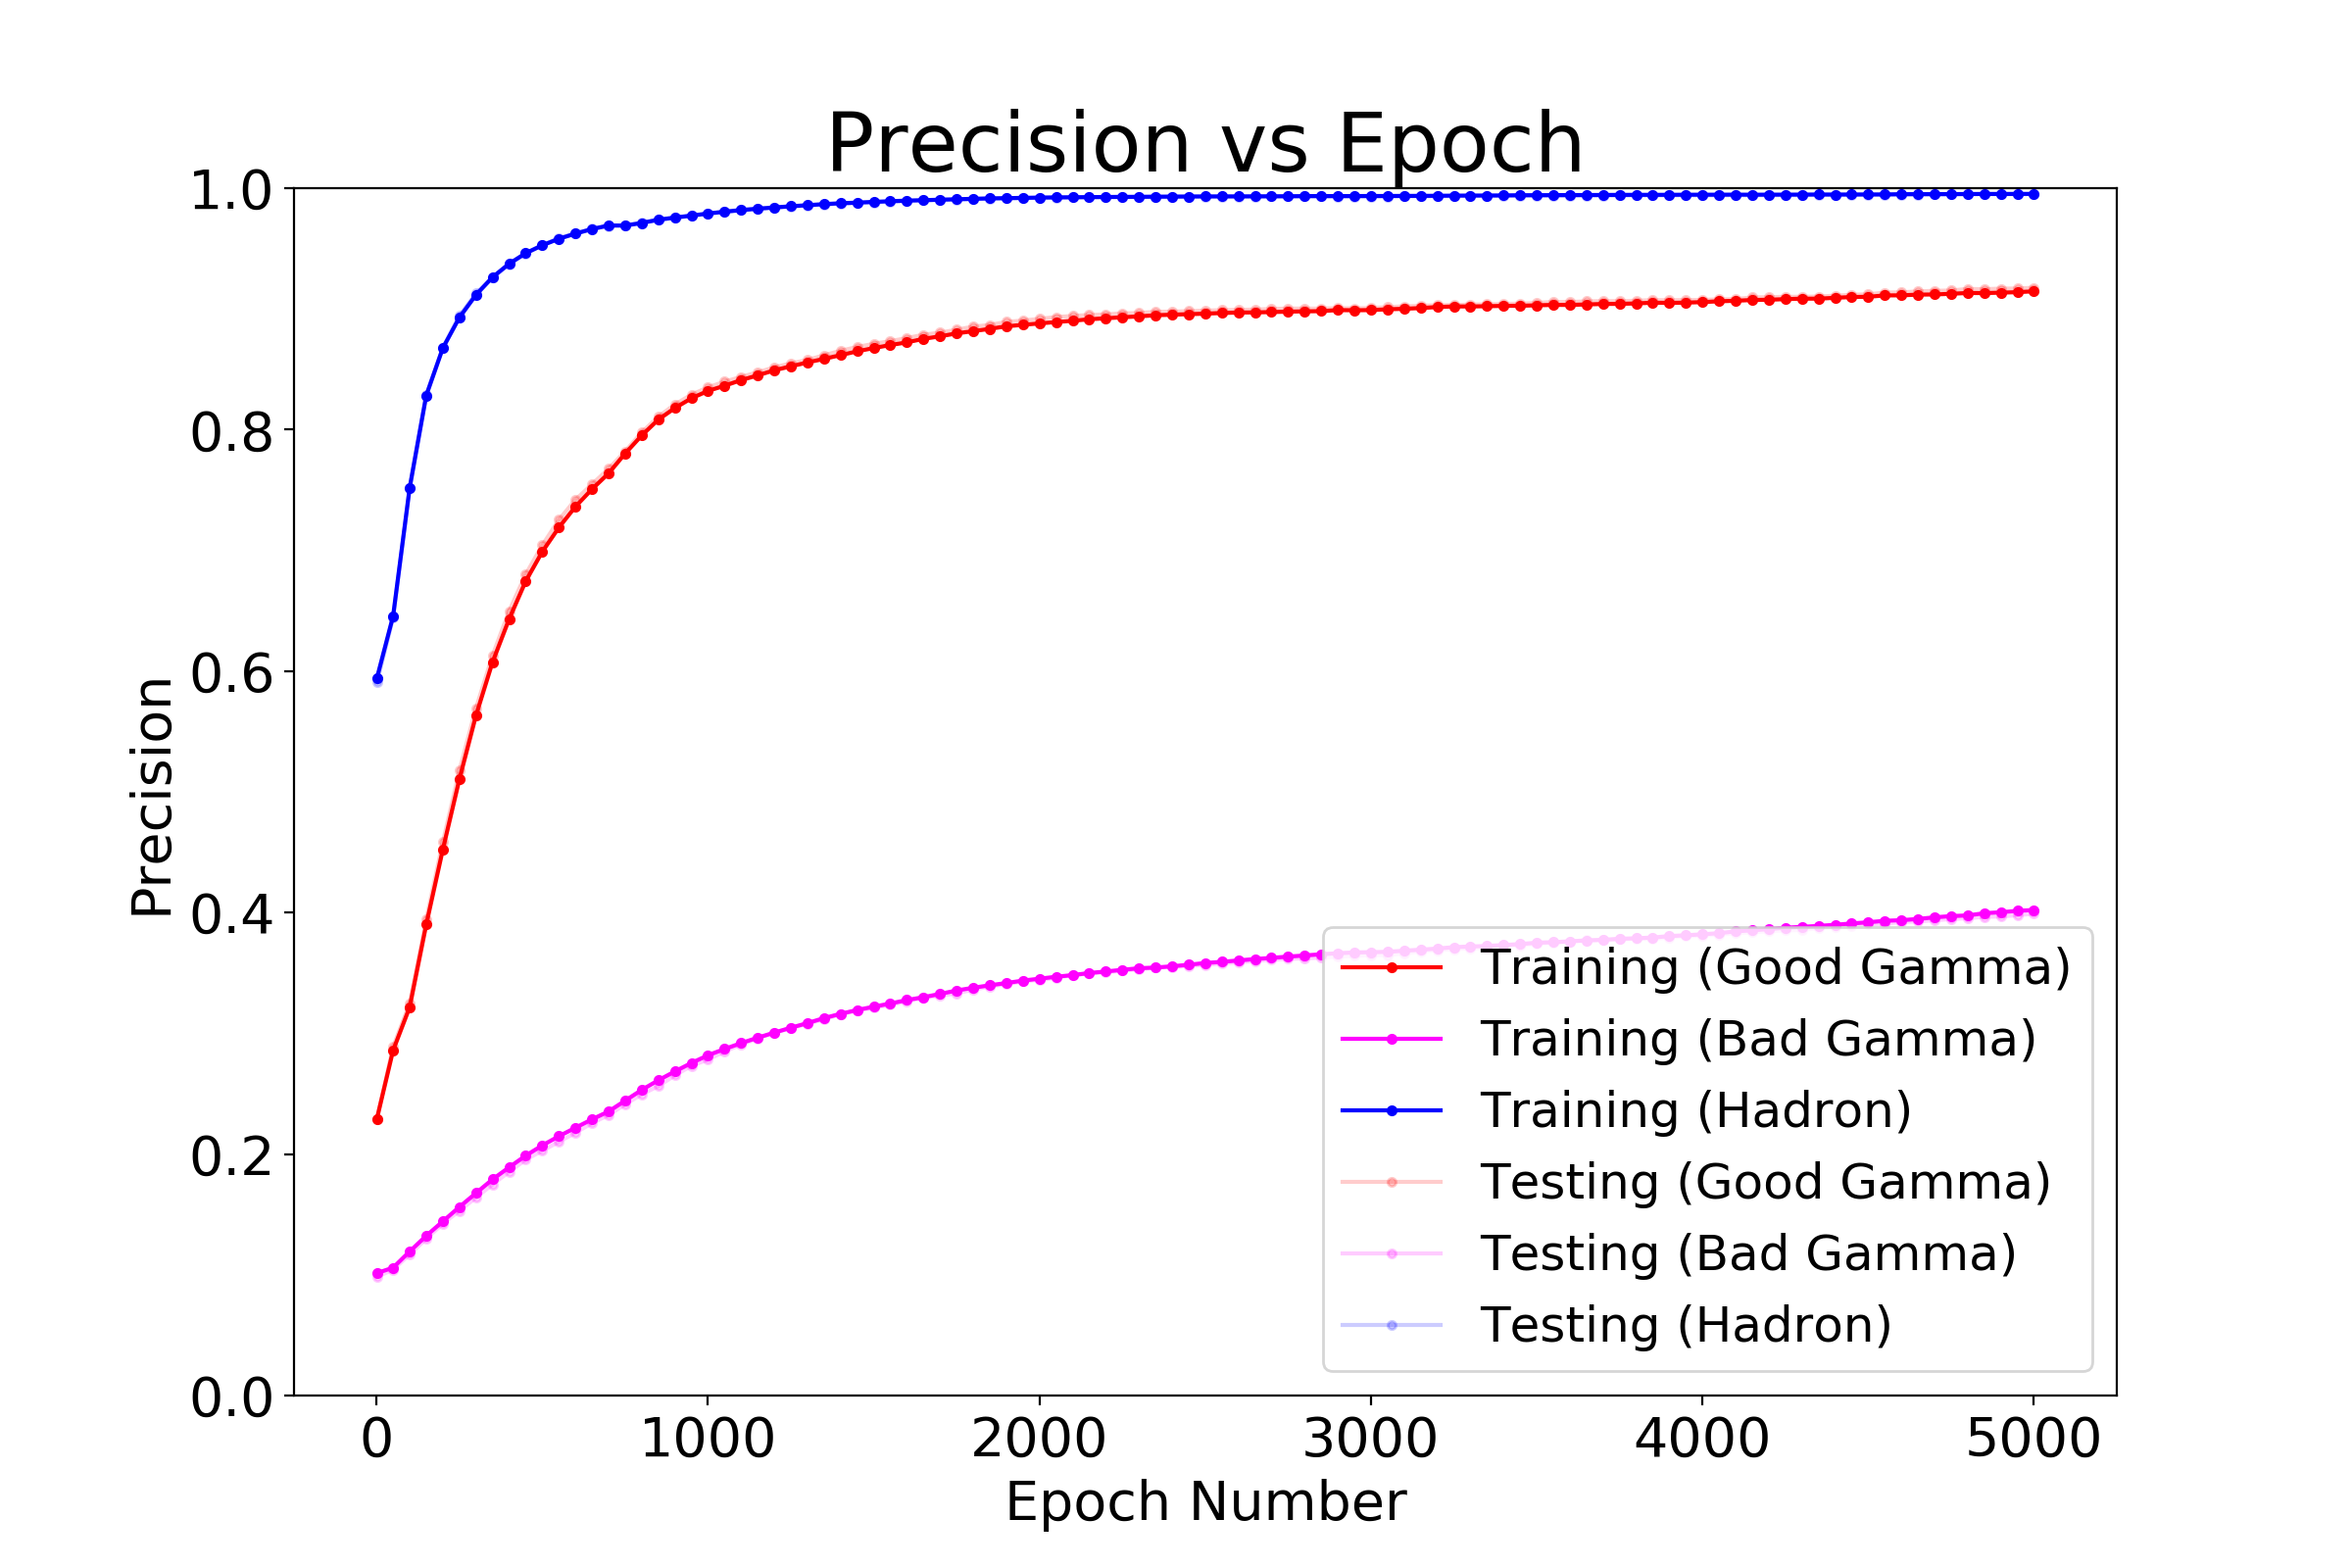 Precision vs Epoch
1.0
0.8
0.6
0.4
0.2
0.0
Precision
Training (Good Gamma)
Training (Bad Gamma)
Training (Hadron)
Testing (Good Gamma)
Testing (Bad Gamma)
Testing (Hadron)
0 1000 2000 3000 4000 5000
Epoch Number